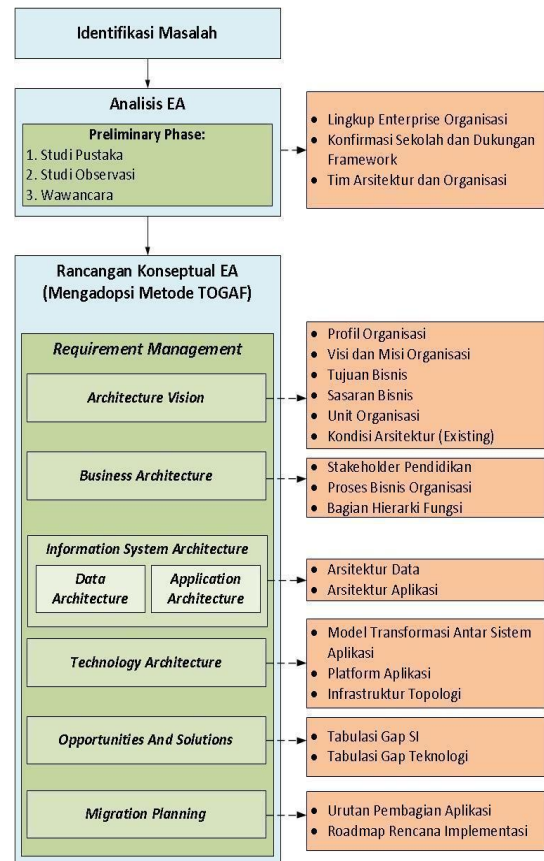 Identifikasi Masalah
Analisis EA
Preliminary Phase:
1. Studi Pustaka
2. Studi Observasi
3. Wawancara
• Lingkup Enterprise Organisasi
• Konfirmasi Sekolah dan Dukungan
Framework
• Tim Arsitektur dan Organisasi
Rancangan Konseptual EA
(Mengadopsi Metode TOGAF)
Requirement Management
Architecture Vision
• Profil Organisasi
• Visi dan Misi Organisasi
• Tujuan Bisnis
• Sasaran Bisnis
• Unit Organisasi
• Kondisi Arsitektur (Existing)
Business Architecture
• Stakeholder Pendidikan
• Proses Bisnis Organisasi
• Bagian Hierarki Fungsi
Information System Architecture
Data
Architecture
Application
Architecture
• Arsitektur Data
• Arsitektur Aplikasi
Technology Architecture
• Model Transformasi Antar Sistem
Aplikasi
• Platform Aplikasi
• Infrastruktur Topologi
Opportunities And Solutions
• Tabulasi Gap SI
• Tabulasi Gap Teknologi
Migration Planning
• Urutan Pembagian Aplikasi
• Roadmap Rencana Implementasi